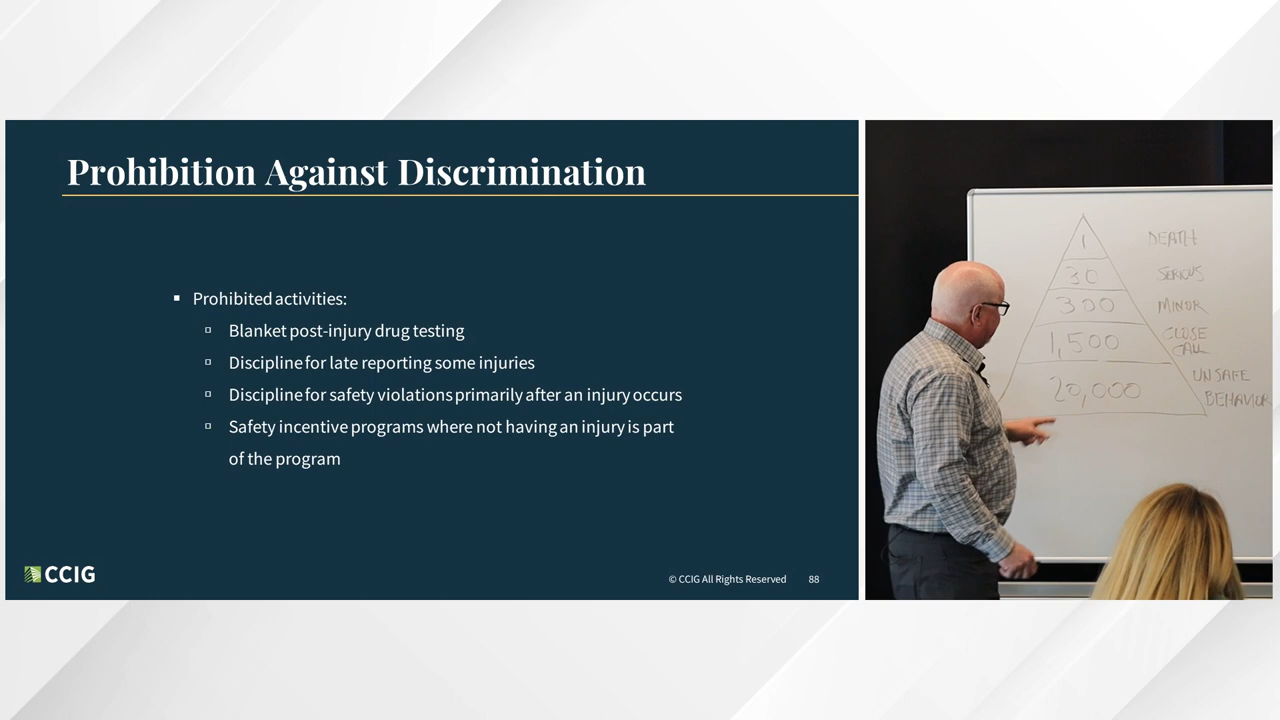 Prohibition Against Discrimination
▪ Prohibited activities:
▫ Blanket post-injury drug testing
▫ Discipline for late reporting some injuries
▫ Discipline for safety violations primarily after an injury occurs
▫ Safety incentive programs where not having an injury is part
of the program
CCIG
© CCIG All Rights Reserved 88
1 DEATH
30 SERIOUS
300 MINOR
1,500 CLOSE
CALL
20,000 UNSAFE
BEHAVIOR